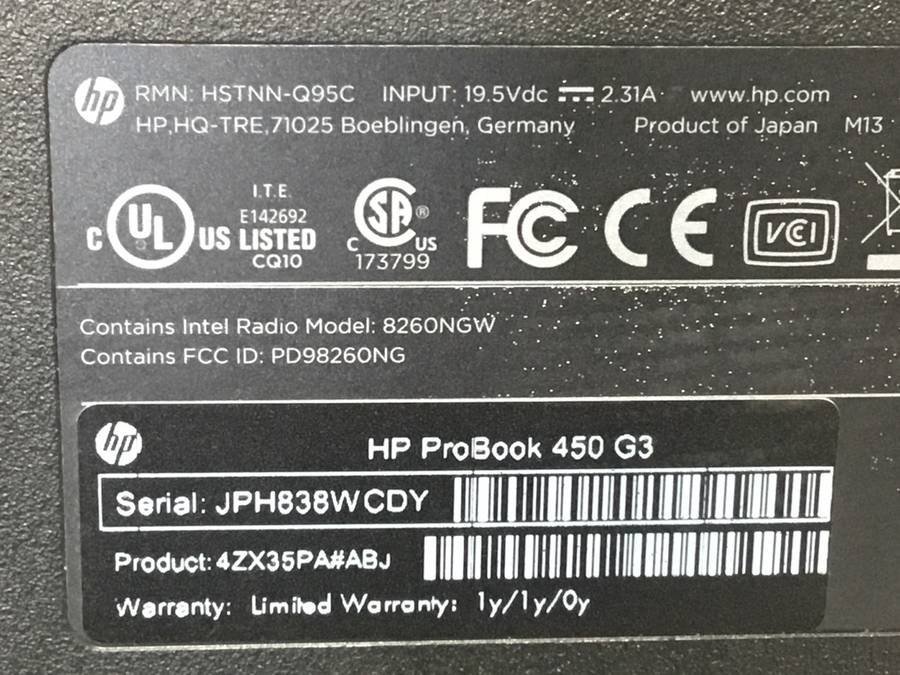 hp RMN: HSTNN-Q95C INPUT: 19.5Vdc 2.31A www.hp.com
HP,HQ-TRE,71025 Boeblingen, Germany Product of Japan M13
I.T.E.
E142692
C UL US LISTED
CQ10
SA ®
C US
173799
FC CE VCCI
Contains Intel Radio Model: 8260NGW
Contains FCC ID: PD98260NG
hp HP ProBook 450 G3
Serial: JPH838WCDY
Product: 4ZX35PA#ABJ
Warranty: Limited Warranty: 1y/1y/0y